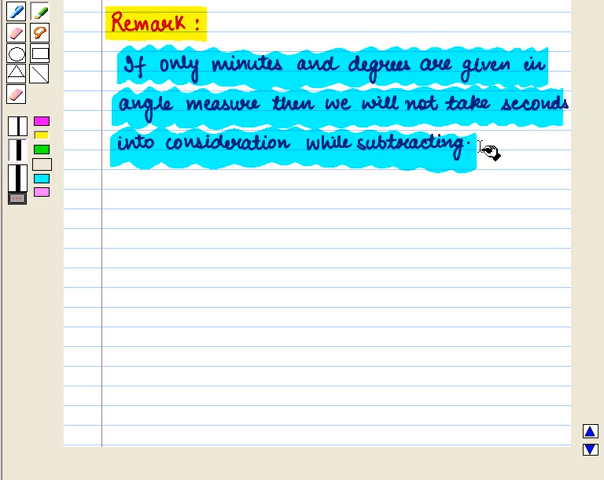 Remark :
If only minutes and degrees are given in
angle measure then we will not take seconds
into consideration while subtracting.